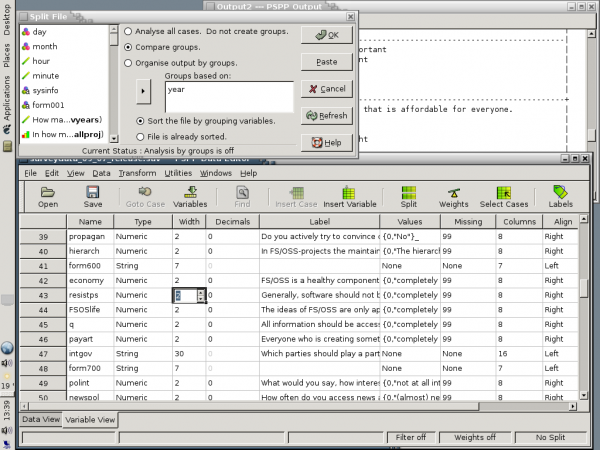 Output2 — PSPP Output
Split File
day
month
hour
minute
sysinfo
form001
How ma...vyears)
In how m...allproj)
Analyse all cases. Do not create groups.
Compare groups.
Organise output by groups.
Groups based on:
year
Sort the file by grouping variables.
File is already sorted.
Current Status : Analysis by groups is off
OK
Paste
Cancel
Refresh
Help
portant
nt
that is affordable for everyone.
ght
Desktop
Places
Applications
19
13:39
PSPP Data Editor
File Edit View Data Transform Utilities Windows Help
Open Save Goto Case Variables Find Insert Case Insert Variable Split Weights Select Cases Labels
Name Type Width Decimals Label Values Missing Columns Align
39 propagan Numeric 2 0 Do you actively try to convince {0,"No"}_ 99 8 Right
40 hierarch Numeric 2 0 In FS/OSS-projects the maintain {0,"The hierarch 99 8 Right
41 form600 String 7 0 None None 7 Left
42 economy Numeric 2 0 FS/OSS is a healthy component {0,"completely 99 8 Right
43 resistps Numeric 2 0 Generally, software should not {0,"completely 99 8 Right
44 FSOSlife Numeric 2 0 The ideas of FS/OSS are only ap {0,"completely 99 8 Right
45 q Numeric 2 0 All information should be access {0,"completely 99 8 Right
46 payart Numeric 2 0 Everyone who is creating somet {0,"completely 99 8 Right
47 intgov String 30 0 Which parties should play a part None None 16 Left
48 form700 String 7 0 None None 7 Left
49 polint Numeric 2 0 What would you say, how interes {0,"not at all int 99 8 Right
50 newspol Numeric 2 0 How often do you access news {0,"(almost) ne 99 8 Right
Data View Variable View
Filter off Weights off No Split